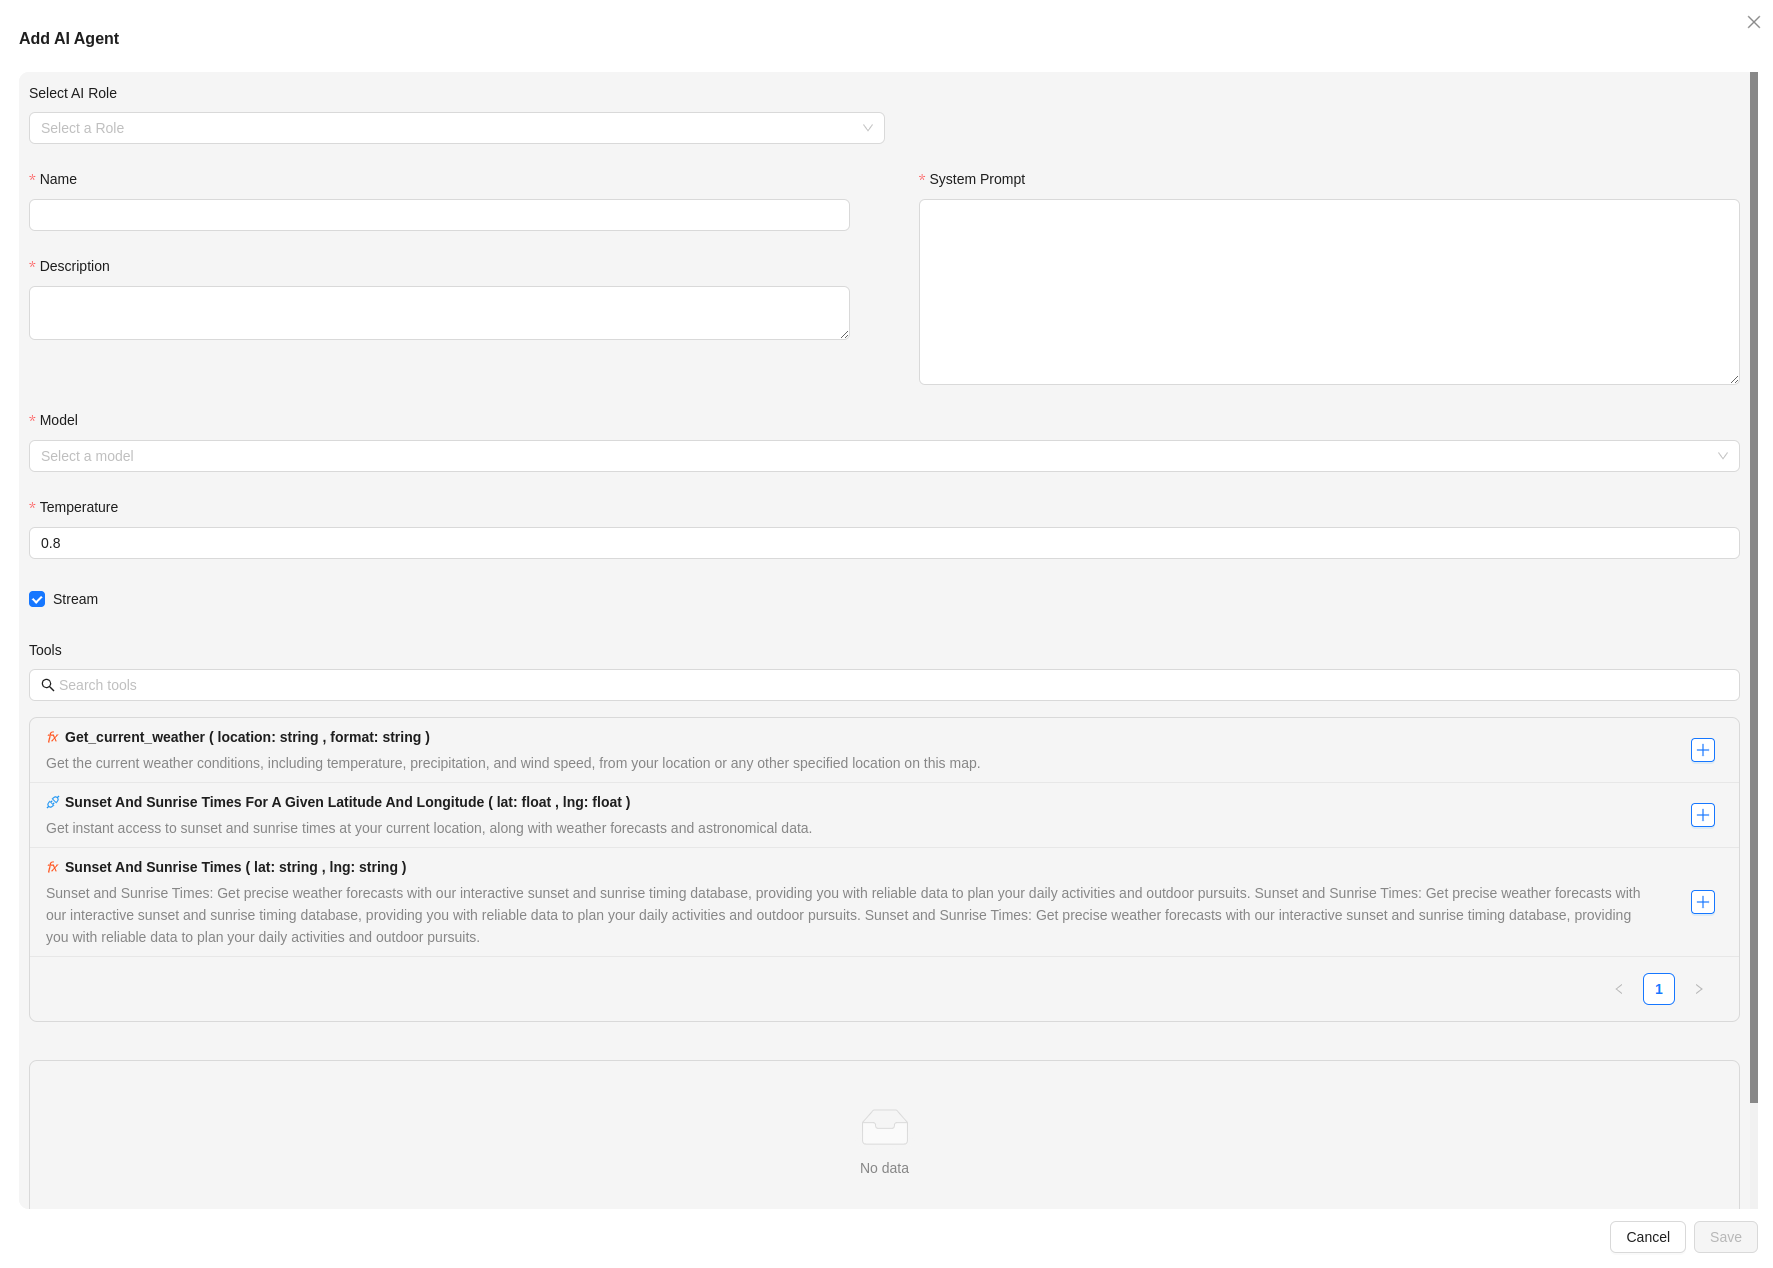 Add AI Agent
Select AI Role
Select a Role
* Name
* System Prompt
* Description
* Model
Select a model
* Temperature
0.8
Stream
Tools
Search tools
fx Get_current_weather ( location: string , format: string )
Get the current weather conditions, including temperature, precipitation, and wind speed, from your location or any other specified location on this map.
Sunset And Sunrise Times For A Given Latitude And Longitude ( lat: float , lng: float )
Get instant access to sunset and sunrise times at your current location, along with weather forecasts and astronomical data.
fx Sunset And Sunrise Times ( lat: string , lng: string )
Sunset and Sunrise Times: Get precise weather forecasts with our interactive sunset and sunrise timing database, providing you with reliable data to plan your daily activities and outdoor pursuits. Sunset and Sunrise Times: Get precise weather forecasts with
our interactive sunset and sunrise timing database, providing you with reliable data to plan your daily activities and outdoor pursuits. Sunset and Sunrise Times: Get precise weather forecasts with our interactive sunset and sunrise timing database, providing
you with reliable data to plan your daily activities and outdoor pursuits.
1
No data
Cancel
Save